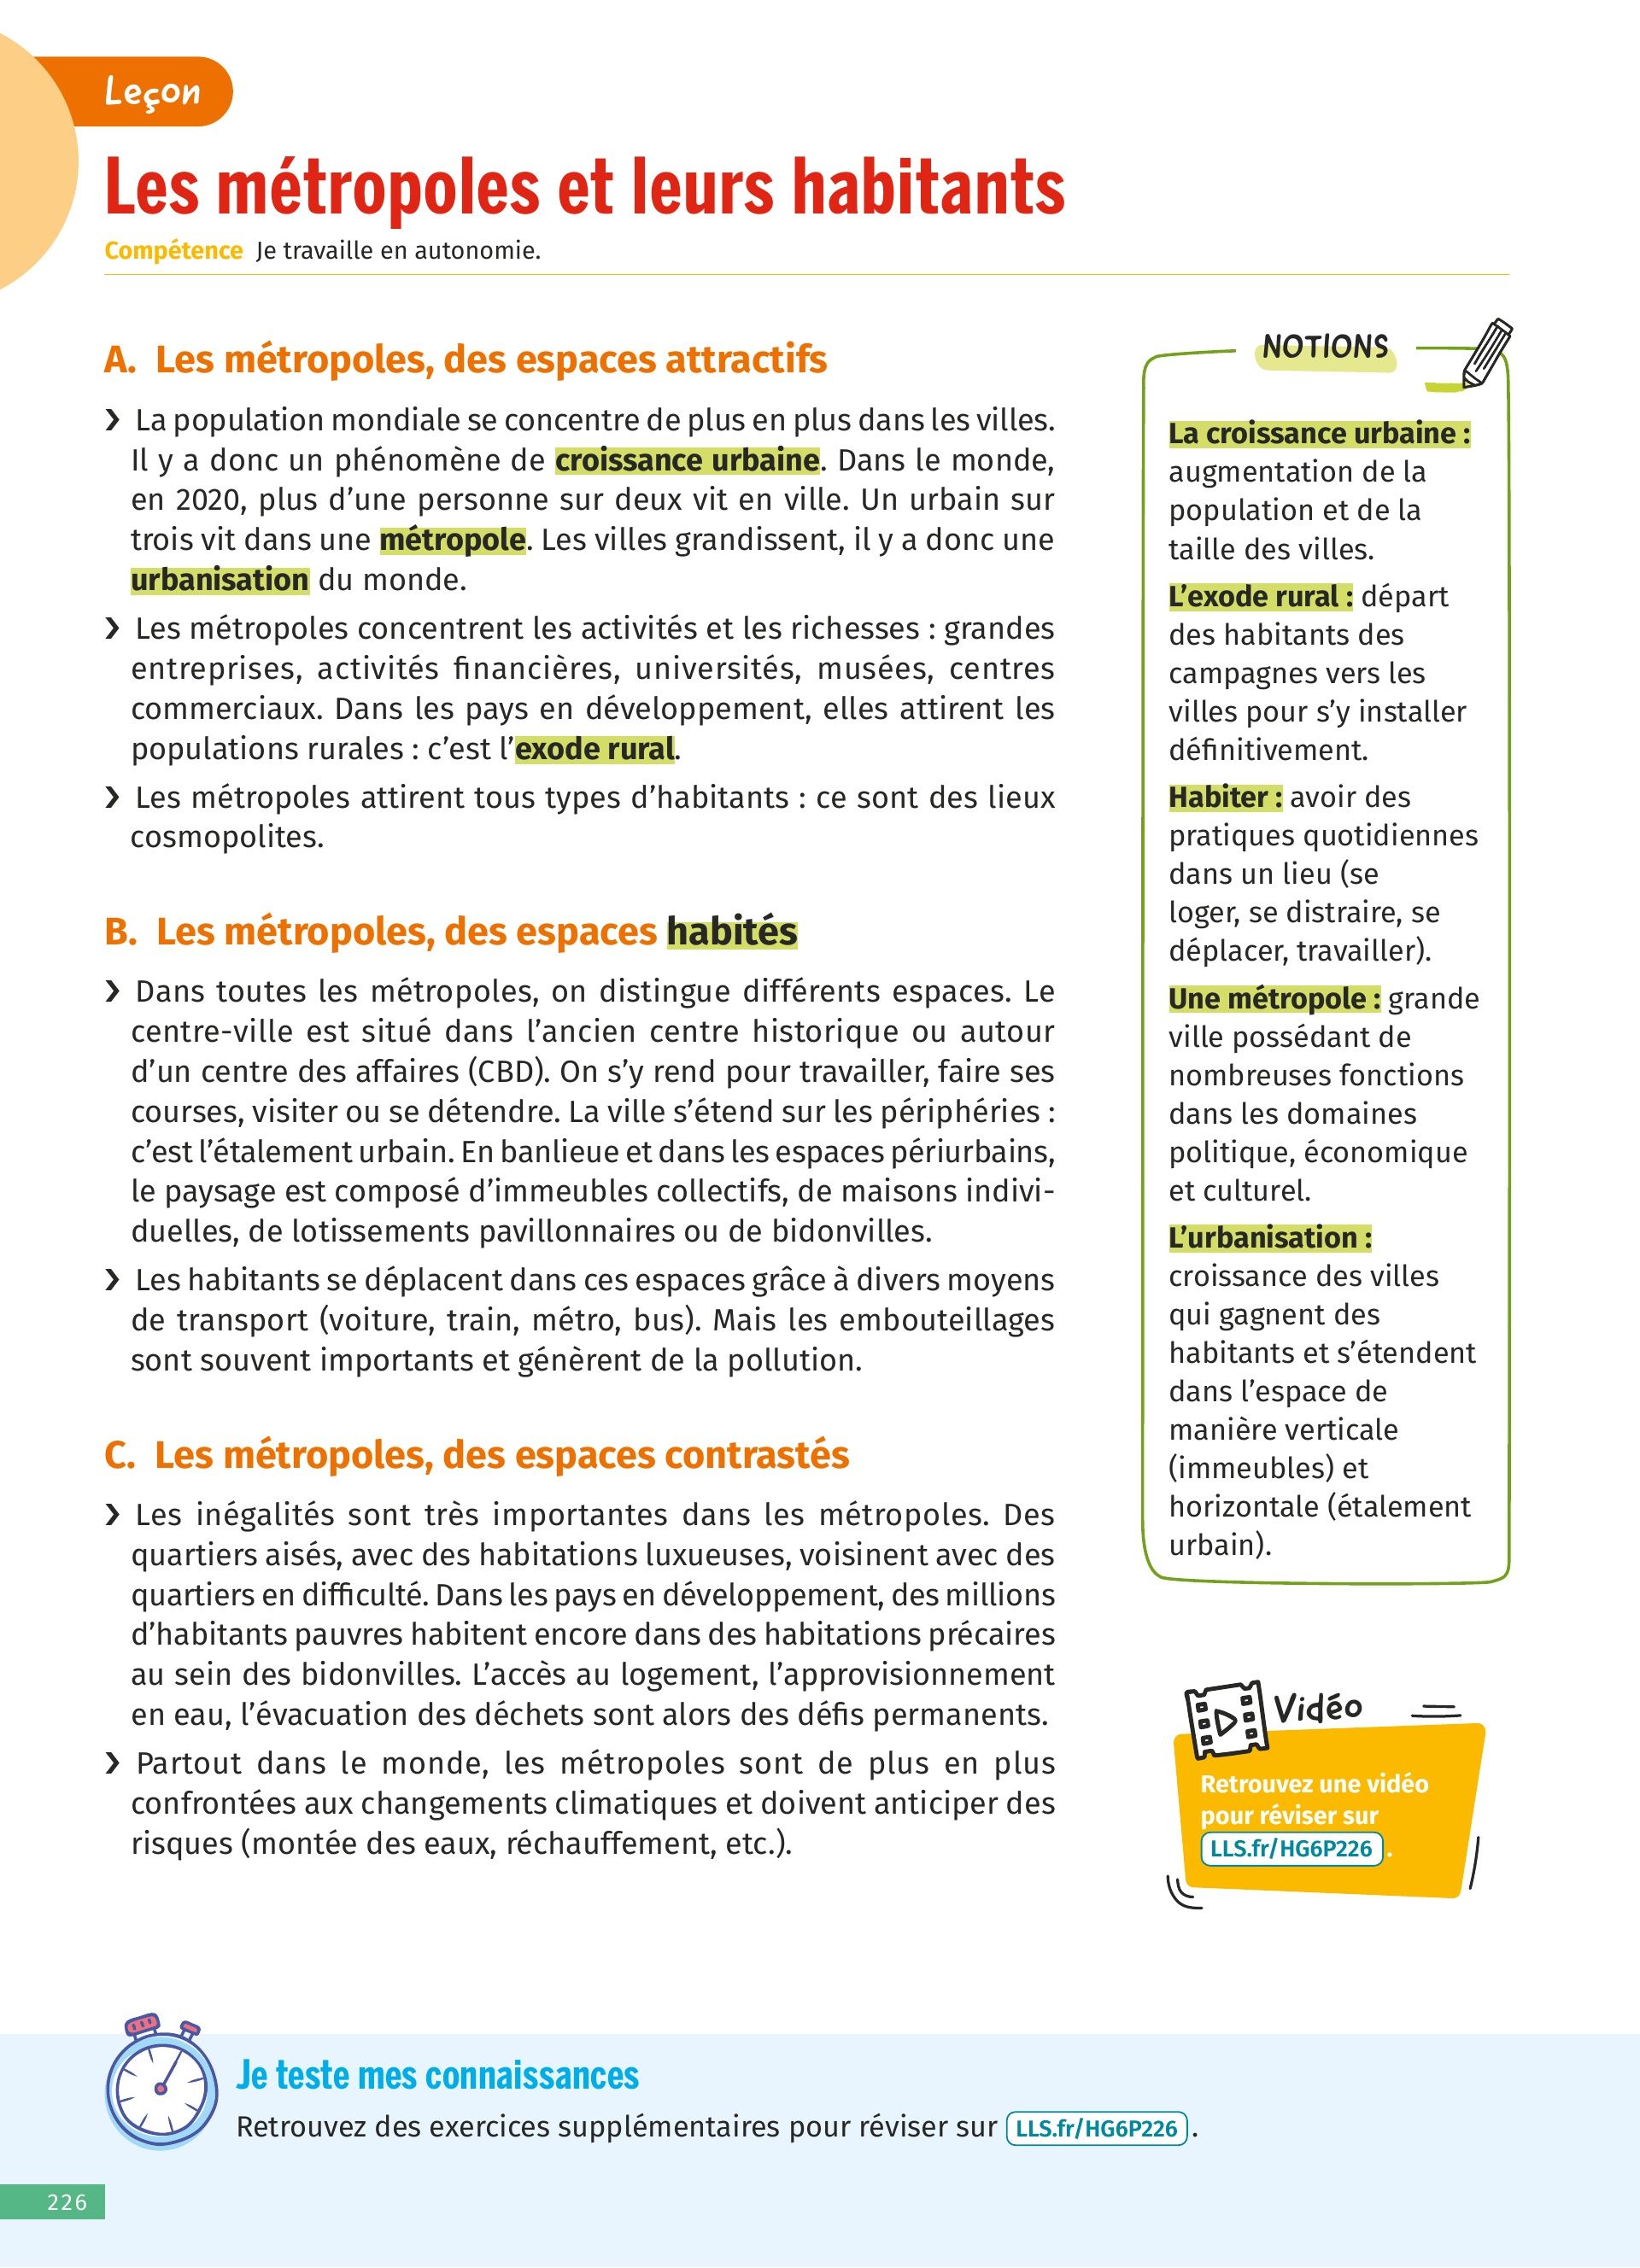 Leçon
Les métropoles et leurs habitants
Compétence Je travaille en autonomie.
A. Les métropoles, des espaces attractifs
❯ La population mondiale se concentre de plus en plus dans les villes.
Il y a donc un phénomène de croissance urbaine. Dans le monde,
en 2020, plus d’une personne sur deux vit en ville. Un urbain sur
trois vit dans une métropole. Les villes grandissent, il y a donc une
urbanisation du monde.
❯ Les métropoles concentrent les activités et les richesses : grandes
entreprises, activités financières, universités, musées, centres
commerciaux. Dans les pays en développement, elles attirent les
populations rurales : c’est l’exode rural.
❯ Les métropoles attirent tous types d’habitants : ce sont des lieux
cosmopolites.
B. Les métropoles, des espaces habités
❯ Dans toutes les métropoles, on distingue différents espaces. Le
centre-ville est situé dans l’ancien centre historique ou autour
d’un centre des affaires (CBD). On s’y rend pour travailler, faire ses
courses, visiter ou se détendre. La ville s’étend sur les périphéries :
c’est l’étalement urbain. En banlieue et dans les espaces périurbains,
le paysage est composé d’immeubles collectifs, de maisons indivi-
duelles, de lotissements pavillonnaires ou de bidonvilles.
❯ Les habitants se déplacent dans ces espaces grâce à divers moyens
de transport (voiture, train, métro, bus). Mais les embouteillages
sont souvent importants et génèrent de la pollution.
C. Les métropoles, des espaces contrastés
❯ Les inégalités sont très importantes dans les métropoles. Des
quartiers aisés, avec des habitations luxueuses, voisinent avec des
quartiers en difficulté. Dans les pays en développement, des millions
d’habitants pauvres habitent encore dans des habitations précaires
au sein des bidonvilles. L’accès au logement, l’approvisionnement
en eau, l’évacuation des déchets sont alors des défis permanents.
❯ Partout dans le monde, les métropoles sont de plus en plus
confrontées aux changements climatiques et doivent anticiper des
risques (montée des eaux, réchauffement, etc.).
NOTIONS
La croissance urbaine :
augmentation de la
population et de la
taille des villes.
L’exode rural : départ
des habitants des
campagnes vers les
villes pour s’y installer
définitivement.
Habiter : avoir des
pratiques quotidiennes
dans un lieu (se
loger, se distraire, se
déplacer, travailler).
Une métropole : grande
ville possédant de
nombreuses fonctions
dans les domaines
politique, économique
et culturel.
L’urbanisation :
croissance des villes
qui gagnent des
habitants et s’étendent
dans l’espace de
manière verticale
(immeubles) et
horizontale (étalement
urbain).
Vidéo
Retrouvez une vidéo
pour réviser sur
LLS.fr/HG6P226 .
Je teste mes connaissances
Retrouvez des exercices supplémentaires pour réviser sur LLS.fr/HG6P226 .
226